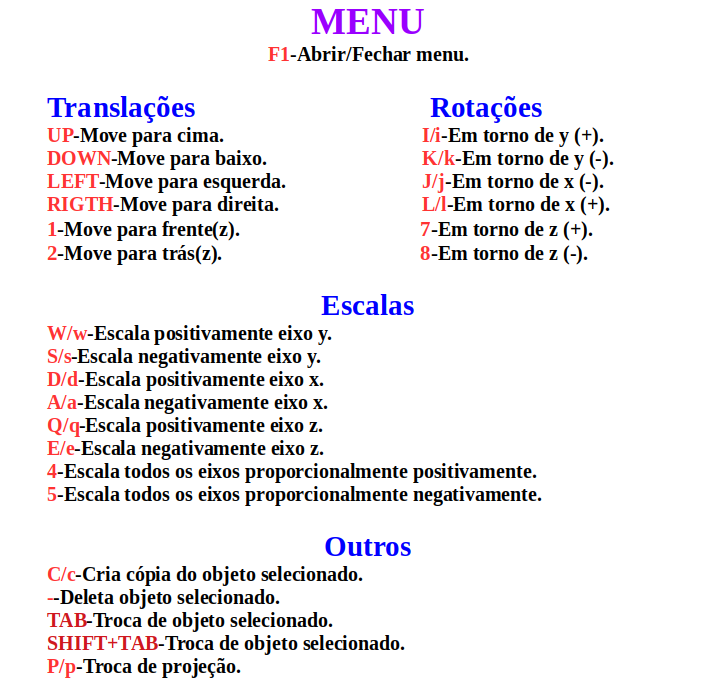 MENU
F1-Abrir/Fechar menu.
Translações
UP-Move para cima.
DOWN-Move para baixo.
LEFT-Move para esquerda.
RIGTH-Move para direita.
1-Move para frente(z).
2-Move para trás(z).
Rotações
I/i-Em torno de y (+).
K/k-Em torno de y (-).
J/j-Em torno de x (-).
L/l-Em torno de x (+).
7-Em torno de z (+).
8-Em torno de z (-).
Escalas
W/w-Escala positivamente eixo y.
S/s-Escala negativamente eixo y.
D/d-Escala positivamente eixo x.
A/a-Escala negativamente eixo x.
Q/q-Escala positivamente eixo z.
E/e-Escala negativamente eixo z.
4-Escala todos os eixos proporcionalmente positivamente.
5-Escala todos os eixos proporcionalmente negativamente.
Outros
C/c-Cria cópia do objeto selecionado.
--Deleta objeto selecionado.
TAB-Troca de objeto selecionado.
SHIFT+TAB-Troca de objeto selecionado.
P/p-Troca de projeção.